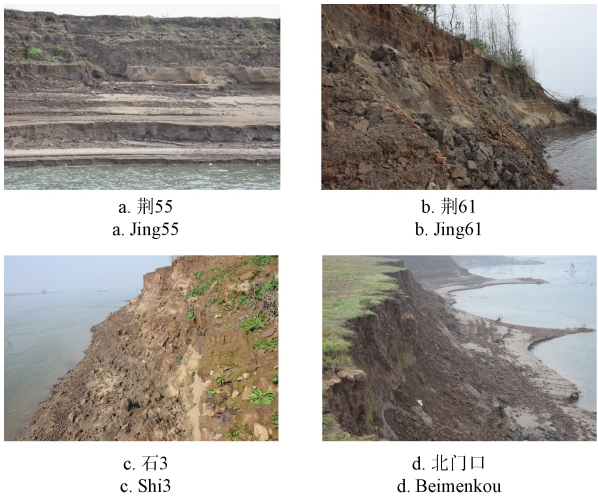 a. 荆55
a. Jing55
b. 荆61
b. Jing61
c. 石3
c. Shi3
d. 北门口
d. Beimenkou